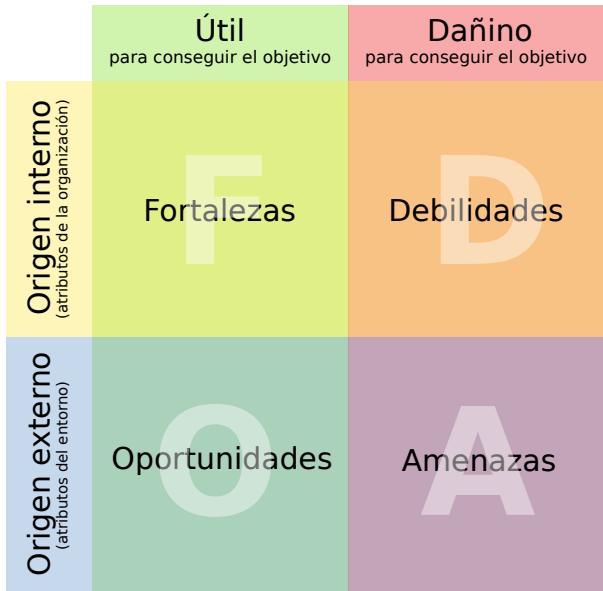 Útil
para conseguir el objetivo
Dañino
para conseguir el objetivo
Origen interno
(atributos de la organización)
F
Fortalezas
D
Debilidades
Origen externo
(atributos del entorno)
O
Oportunidades
A
Amenazas